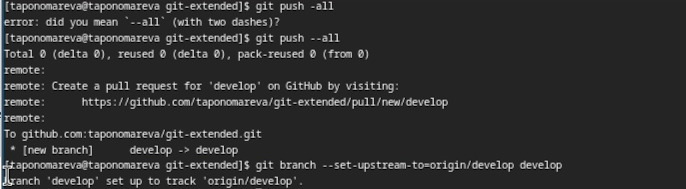 [taponomareva@taponomareva git-extended]$ git push -all
error: did you mean `--all` (with two dashes)?
[taponomareva@taponomareva git-extended]$ git push --all
Total 0 (delta 0), reused 0 (delta 0), pack-reused 0 (from 0)
remote:
remote: Create a pull request for 'develop' on GitHub by visiting:
remote:      https://github.com/taponomareva/git-extended/pull/new/develop
remote:
To github.com:taponomareva/git-extended.git
 * [new branch]      develop -> develop
[taponomareva@taponomareva git-extended]$ git branch --set-upstream-to=origin/develop develop
branch 'develop' set up to track 'origin/develop'.